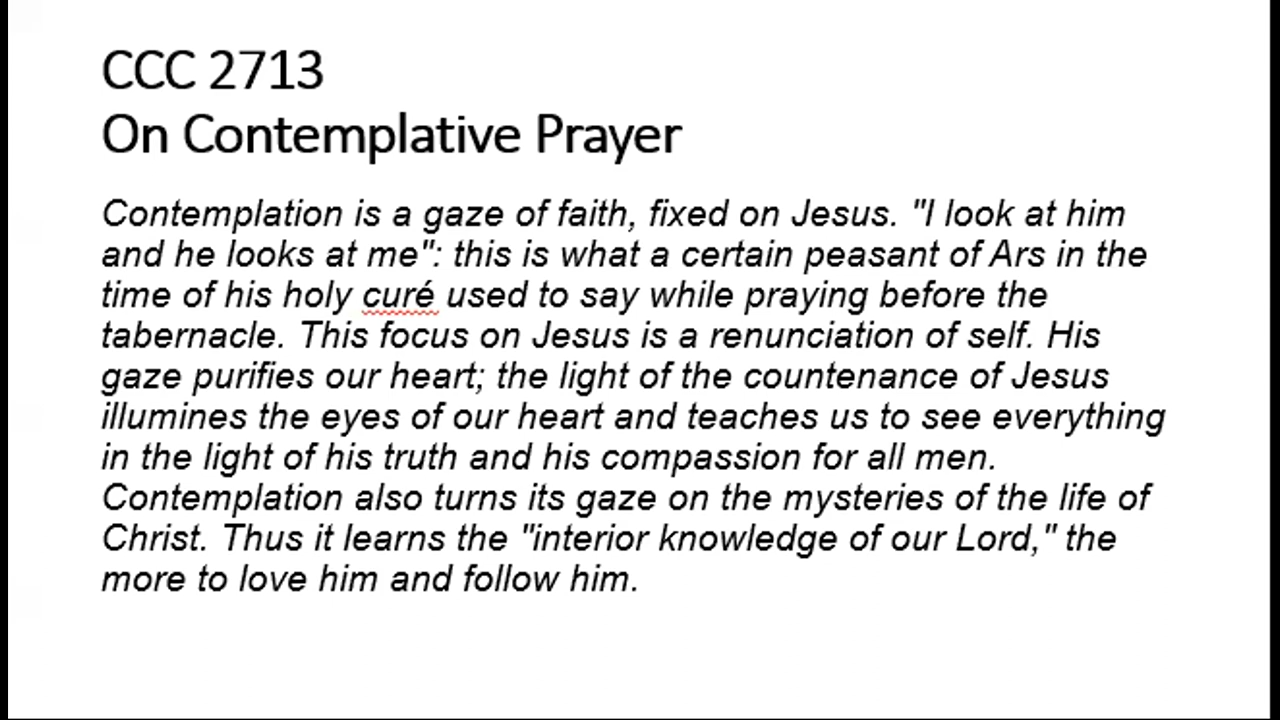 CCC 2713
On Contemplative Prayer
Contemplation is a gaze of faith, fixed on Jesus. "I look at him
and he looks at me": this is what a certain peasant of Ars in the
time of his holy curé used to say while praying before the
tabernacle. This focus on Jesus is a renunciation of self. His
gaze purifies our heart; the light of the countenance of Jesus
illumines the eyes of our heart and teaches us to see everything
in the light of his truth and his compassion for all men.
Contemplation also turns its gaze on the mysteries of the life of
Christ. Thus it learns the "interior knowledge of our Lord," the
more to love him and follow him.